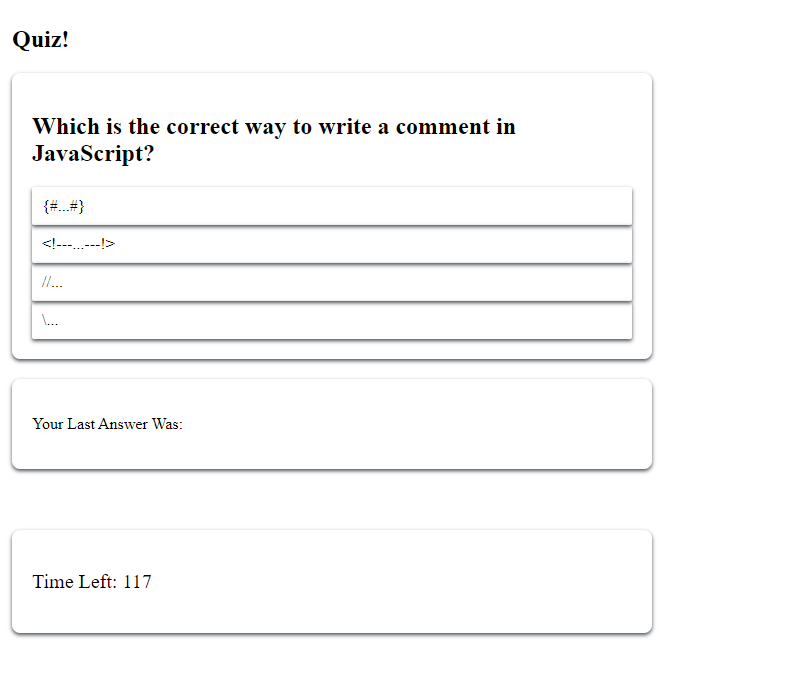 Quiz!
Which is the correct way to write a comment in
JavaScript?
{#...#}
<!---...---!>
//...
\...
Your Last Answer Was:
Time Left: 117